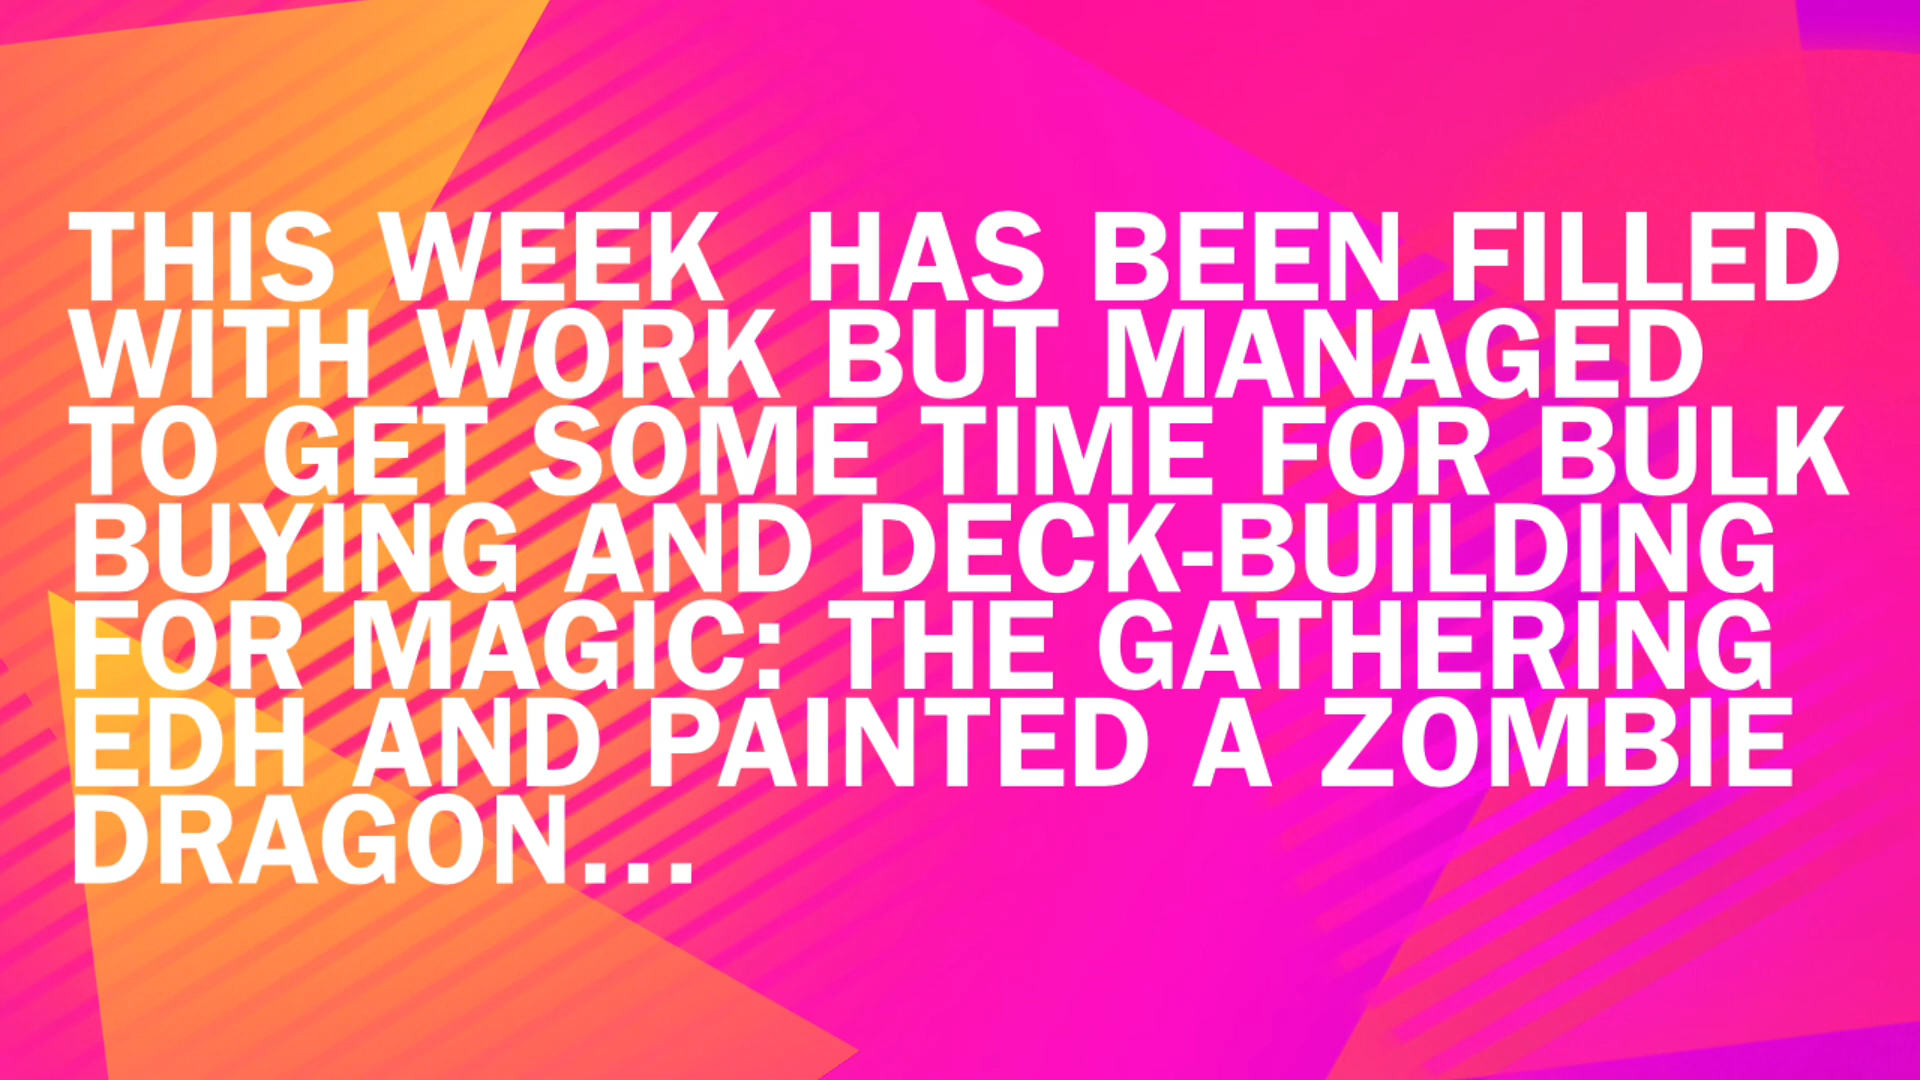 THIS WEEK  HAS BEEN FILLED
WITH WORK BUT MANAGED
TO GET SOME TIME FOR BULK
BUYING AND DECK-BUILDING
FOR MAGIC: THE GATHERING
EDH AND PAINTED A ZOMBIE
DRAGON...